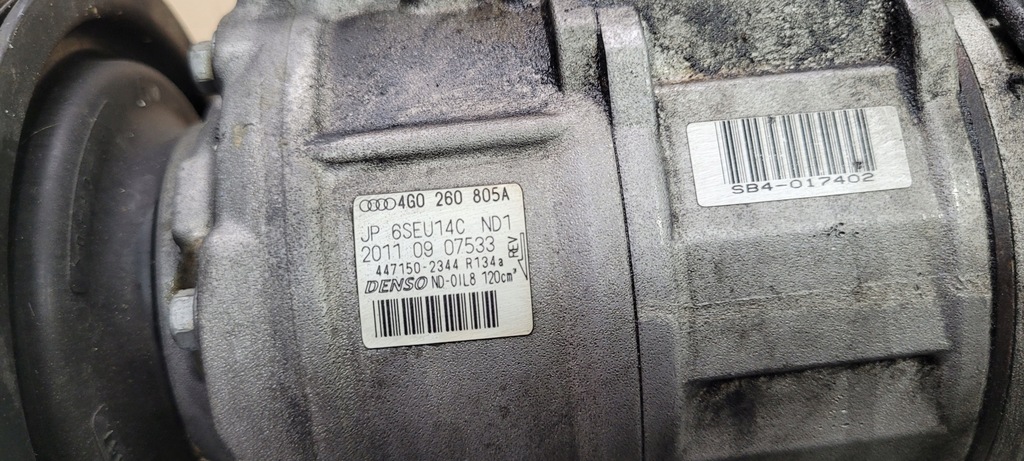 4G0 260 805A
JP 6SEU14C ND1
2011 09 07533
REV
447150-2344 R134a
DENSO ND-OIL8 120cm³
SB4-017402